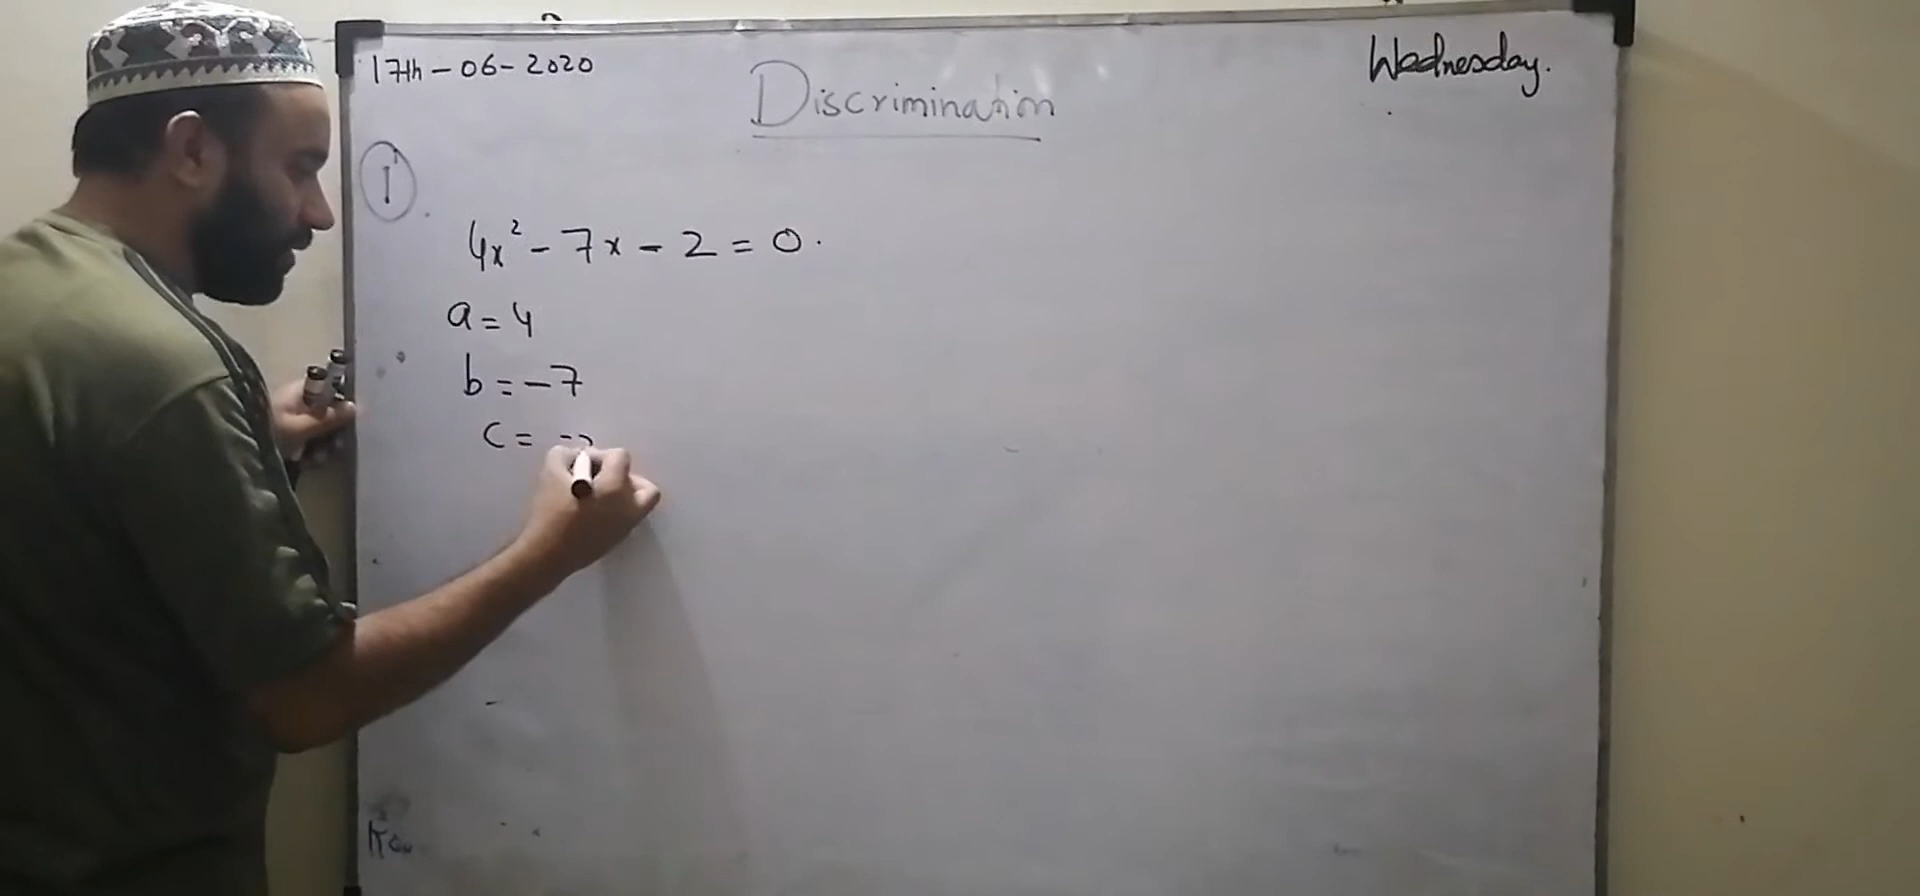 17th-06-2020
Discrimination
Wednesday.
I
4x² - 7x - 2 = 0.
a = 4
b = -7
c = -